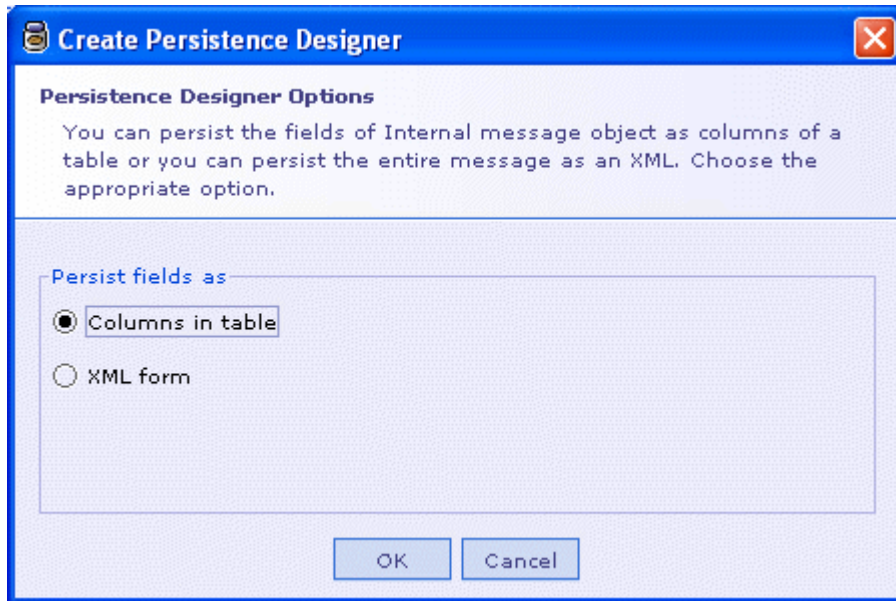 Create Persistence Designer
Persistence Designer Options
You can persist the fields of Internal message object as columns of a
table or you can persist the entire message as an XML. Choose the
appropriate option.
Persist fields as
Columns in table
XML form
OK
Cancel